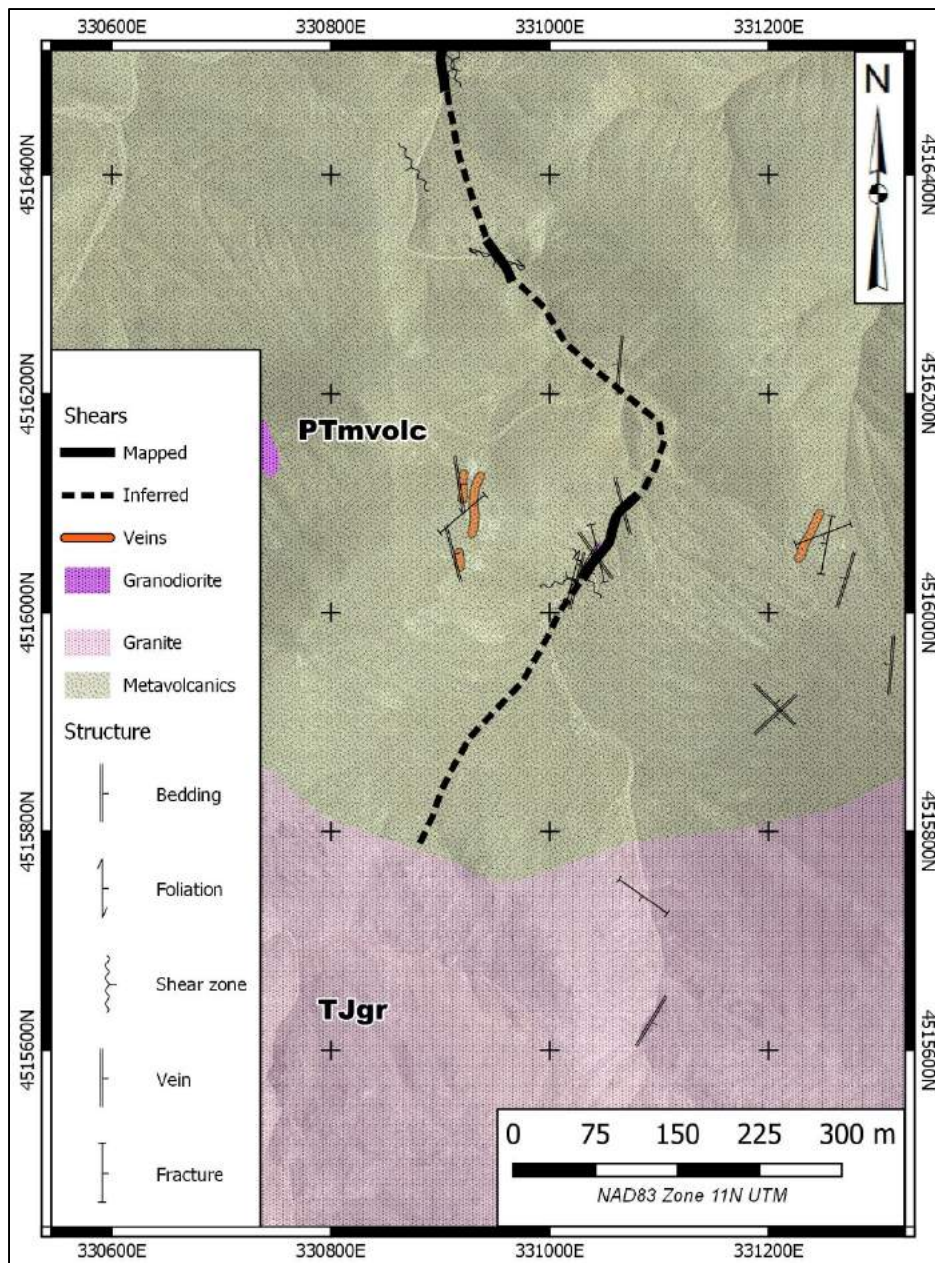 330600E 330800E 331000E 331200E
N
4516400N 4516400N
4516200N 4516200N
Shears
Mapped
PTmvolc
Inferred
Veins
Granodiorite
4516000N 4516000N
Granite
Metavolcanics
Structure
Bedding
4515800N 4515800N
Foliation
Shear zone
TJgr
4515600N 4515600N
Vein
Fracture
0 75 150 225 300 m
NAD83 Zone 11N UTM
330600E 330800E 331000E 331200E